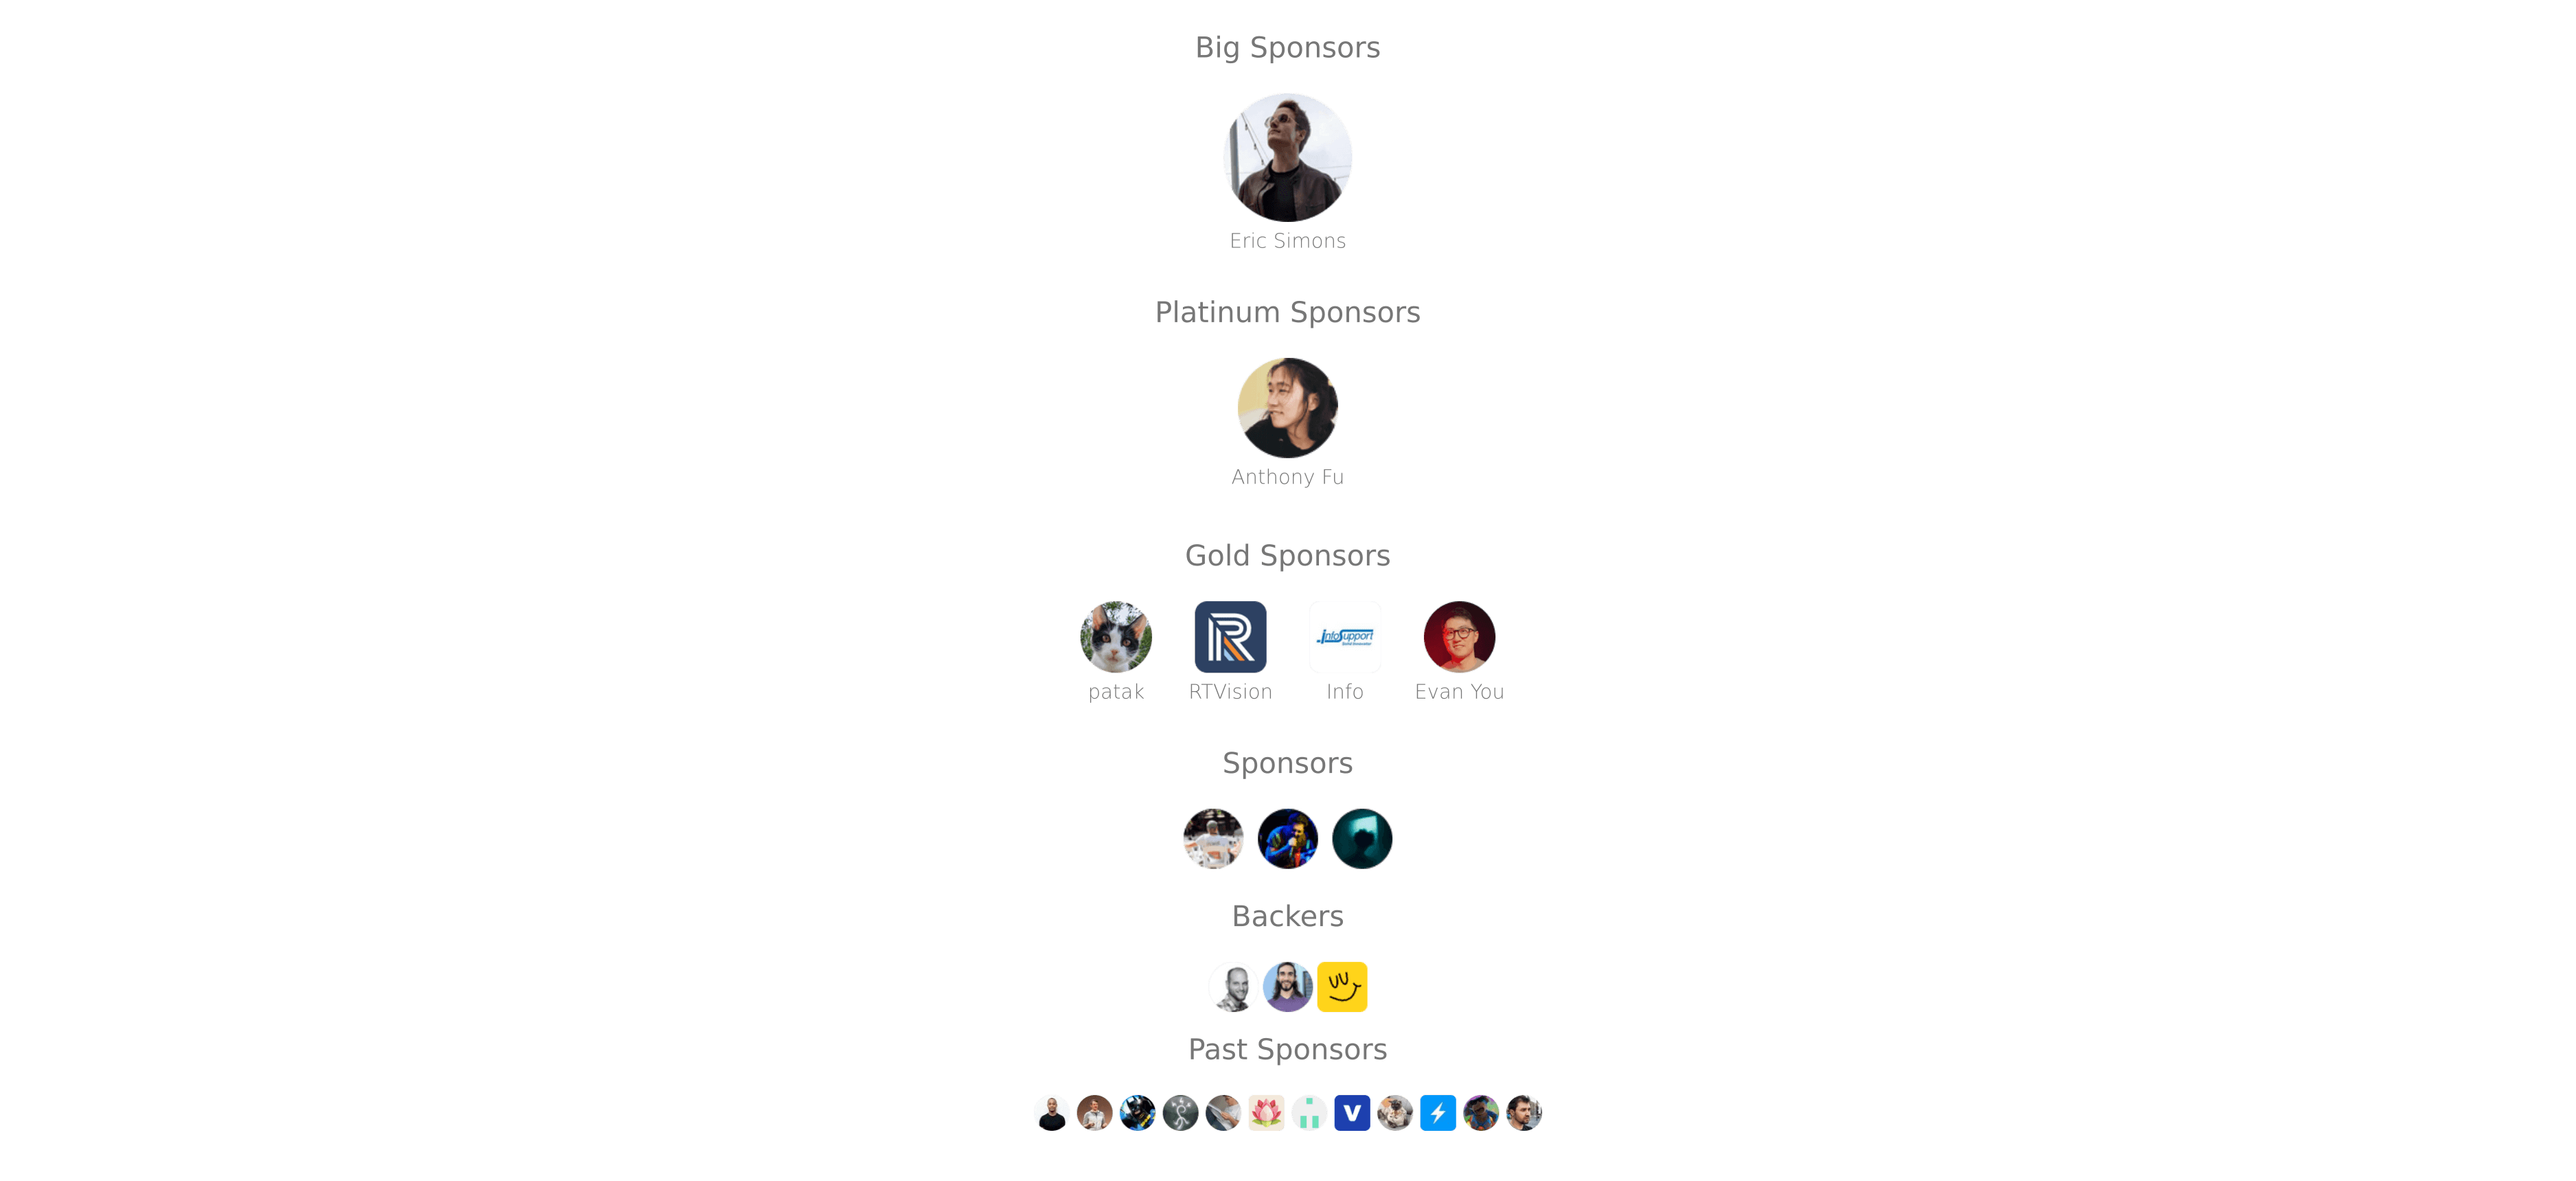 Big Sponsors
Eric Simons
Platinum Sponsors
Anthony Fu
Gold Sponsors
InfoSupport
patak RTVision Info Evan You
Sponsors
Backers
Past Sponsors
V